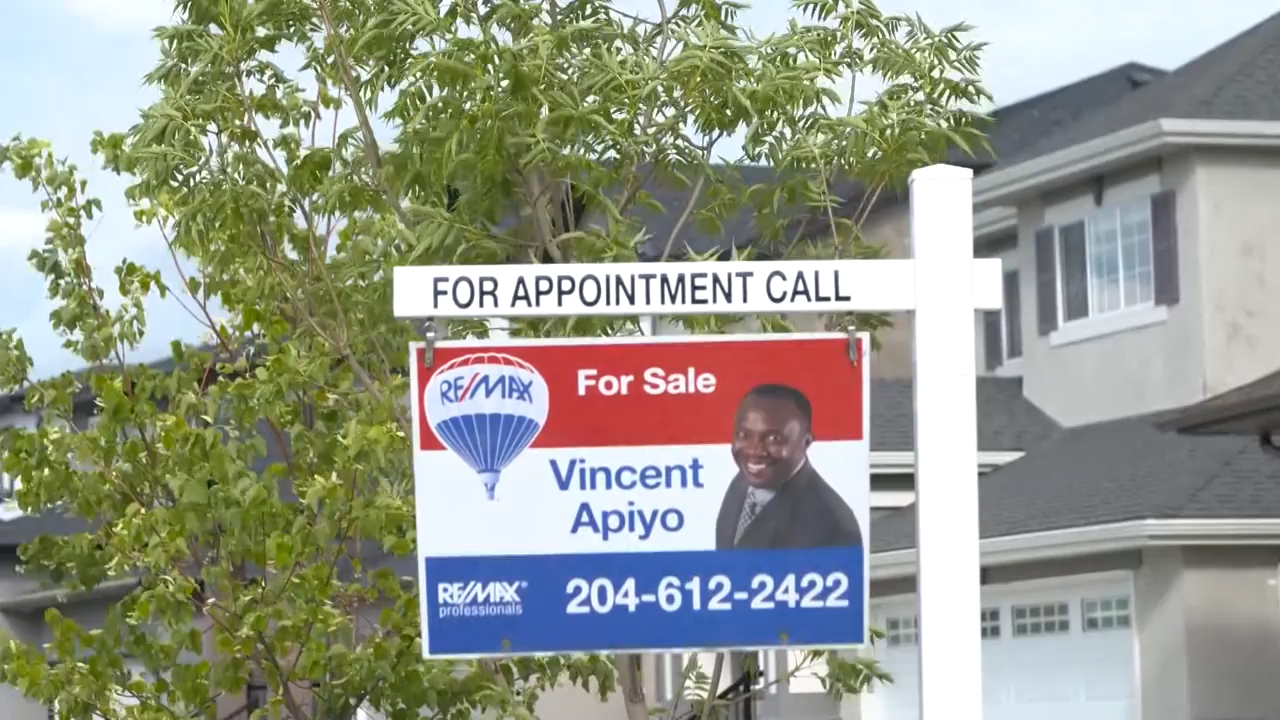 FOR APPOINTMENT CALL
RE/MAX
For Sale
Vincent
Apiyo
RE/MAX®
professionals
204-612-2422